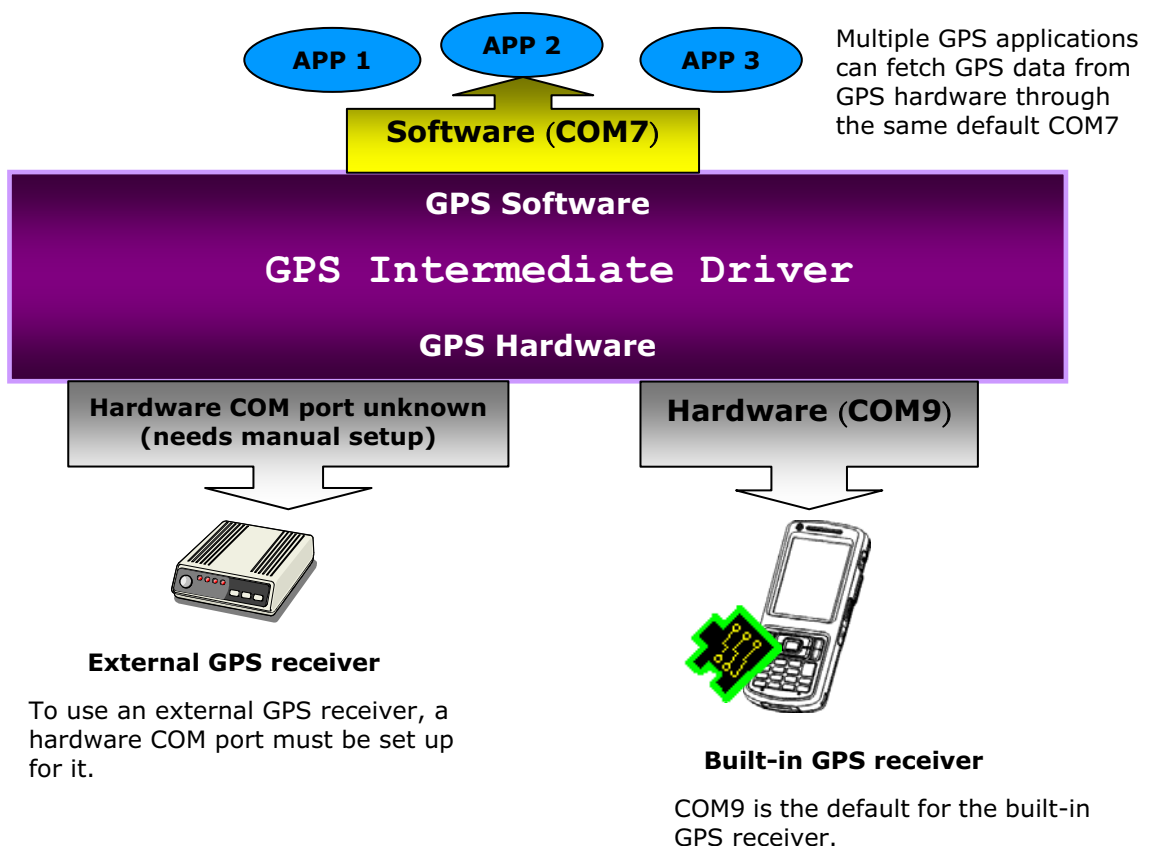 APP 1
APP 2
APP 3
Multiple GPS applications
can fetch GPS data from
GPS hardware through
the same default COM7
Software (COM7)
GPS Software
GPS Intermediate Driver
GPS Hardware
Hardware COM port unknown
(needs manual setup)
Hardware (COM9)
External GPS receiver
To use an external GPS receiver, a
hardware COM port must be set up
for it.
Built-in GPS receiver
COM9 is the default for the built-in
GPS receiver.